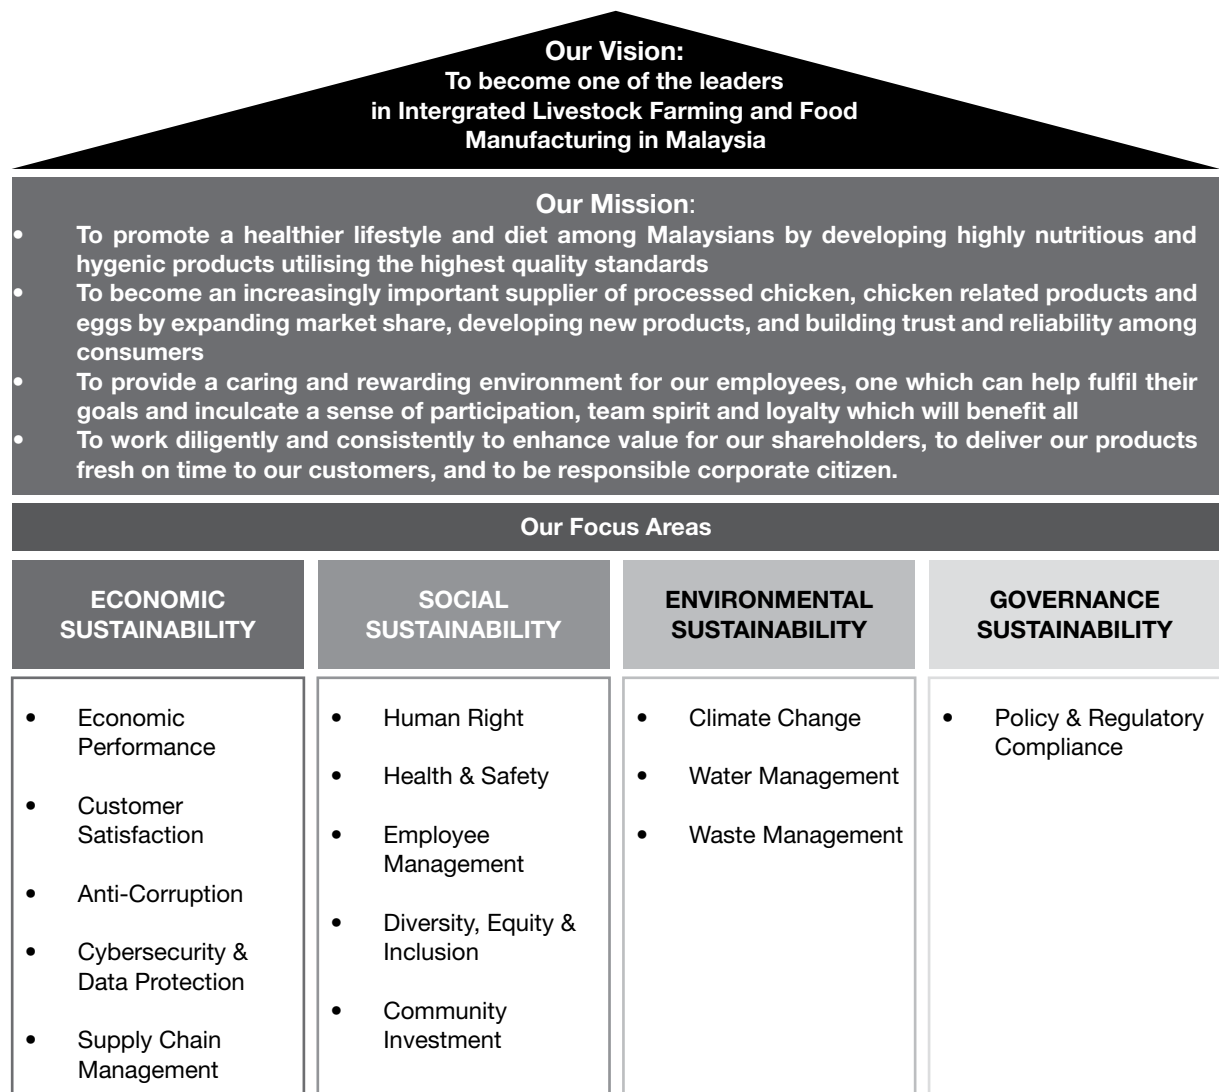 Our Vision:
To become one of the leaders
in Intergrated Livestock Farming and Food
Manufacturing in Malaysia
Our Mission:
• To promote a healthier lifestyle and diet among Malaysians by developing highly nutritious and
hygenic products utilising the highest quality standards
• To become an increasingly important supplier of processed chicken, chicken related products and
eggs by expanding market share, developing new products, and building trust and reliability among
consumers
• To provide a caring and rewarding environment for our employees, one which can help fulfil their
goals and inculcate a sense of participation, team spirit and loyalty which will benefit all
• To work diligently and consistently to enhance value for our shareholders, to deliver our products
fresh on time to our customers, and to be responsible corporate citizen.
Our Focus Areas
ECONOMIC
SUSTAINABILITY
• Economic
Performance
• Customer
Satisfaction
• Anti-Corruption
• Cybersecurity &
Data Protection
• Supply Chain
Management
SOCIAL
SUSTAINABILITY
• Human Right
• Health & Safety
• Employee
Management
• Diversity, Equity &
Inclusion
• Community
Investment
ENVIRONMENTAL
SUSTAINABILITY
• Climate Change
• Water Management
• Waste Management
GOVERNANCE
SUSTAINABILITY
• Policy & Regulatory
Compliance